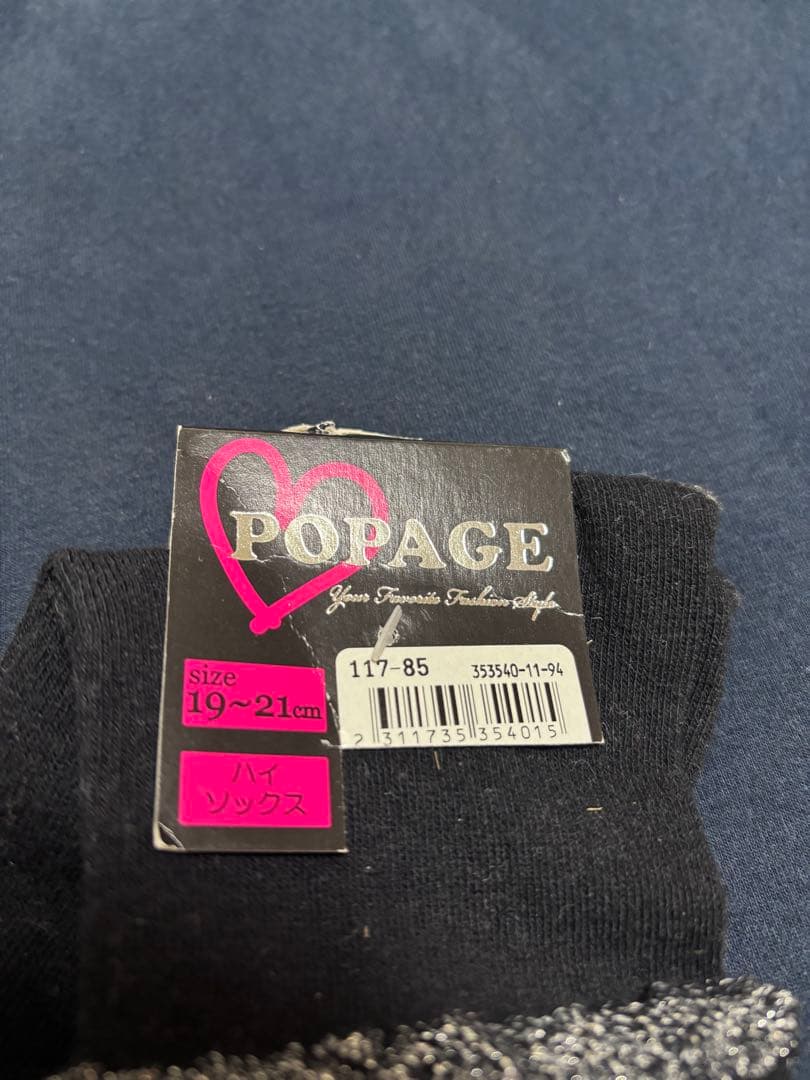 POPAGE
Your Favorite Fashion Style
117-85 353540-11-94
2 311735 354015
size
19~21cm
ハイ
ソックス